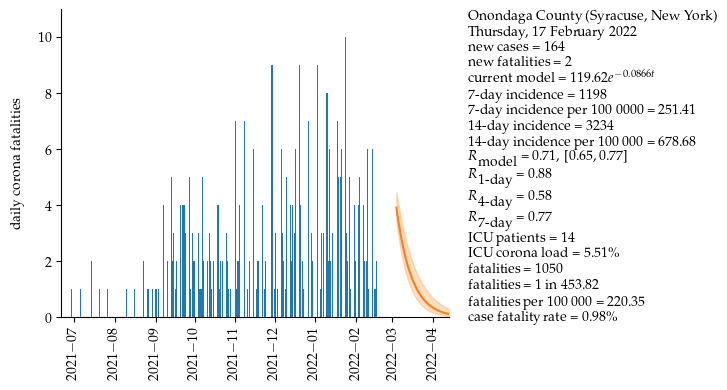 Onondaga County (Syracuse, New York)
Thursday, 17 February 2022
new cases = 164
new fatalities = 2
current model = 119.62e^−0.0866t
7-day incidence = 1198
7-day incidence per 100 0000 = 251.41
14-day incidence = 3234
14-day incidence per 100 000 = 678.68
R_model = 0.71, [0.65, 0.77]
R_1-day = 0.88
R_4-day = 0.58
R_7-day = 0.77
ICU patients = 14
ICU corona load = 5.51%
fatalities = 1050
fatalities = 1 in 453.82
fatalities per 100 000 = 220.35
case fatality rate = 0.98%
daily corona fatalities
10
8
6
4
2
0
2021−07
2021−08
2021−09
2021−10
2021−11
2021−12
2022−01
2022−02
2022−03
2022−04